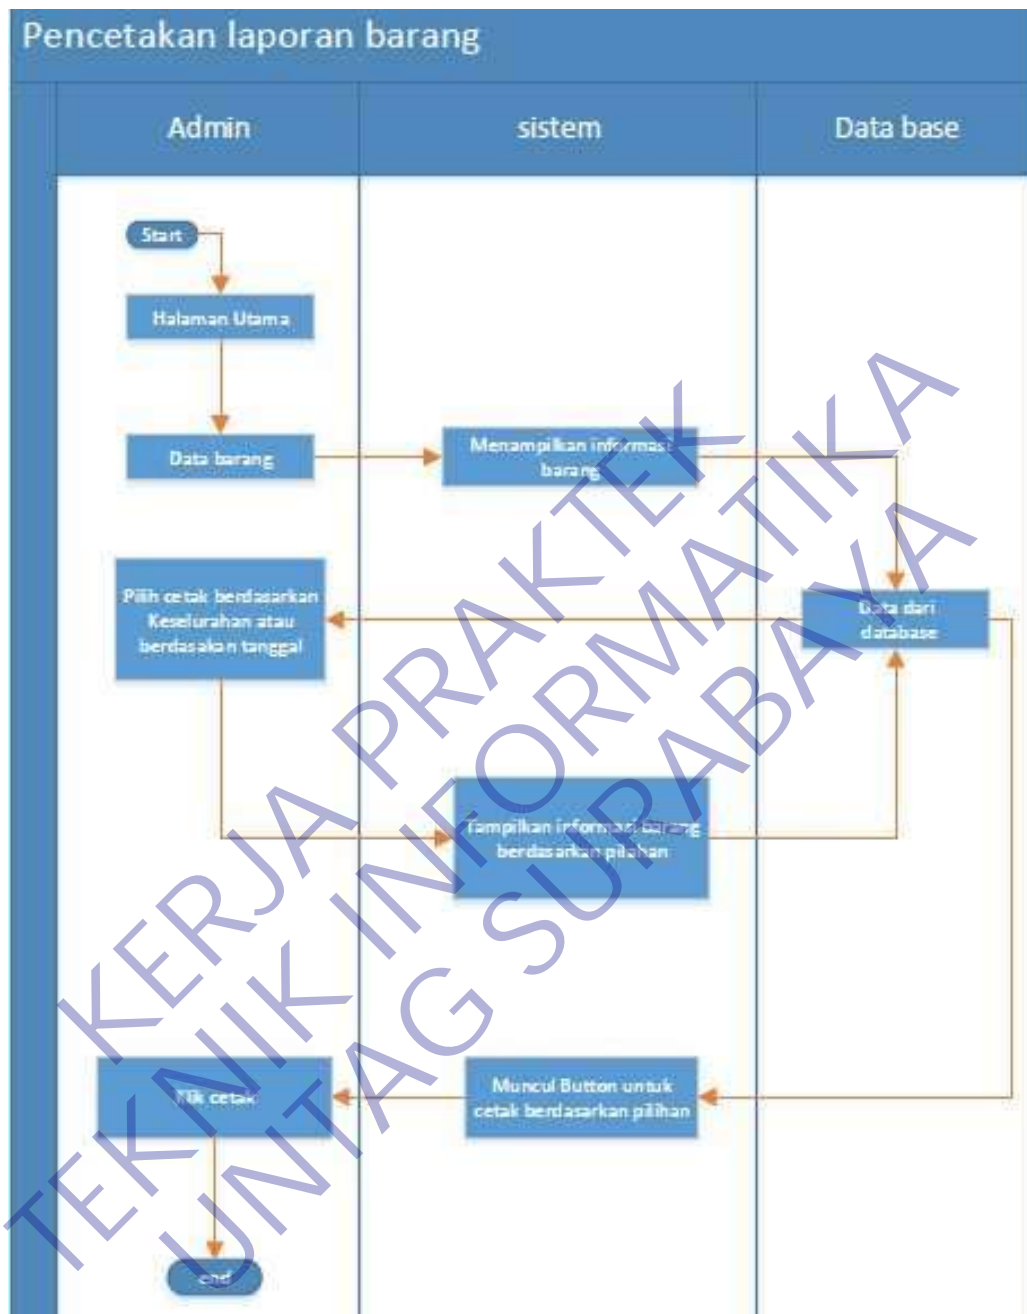 Pencetakan laporan barang
Admin
sistem
Data base
Start
Halaman Utama
Data barang
Menampilkan informasi
barang
Pilih cetak berdasarkan
Keselurahan atau
berdasakan tanggal
Data dari
database
Tampilkan informasi barang
berdasarkan pilahan
Muncul Button untuk
cetak berdasarkan pilihan
Klik cetak
end
KERJA PRAKTEK
TEKNIK INFORMATIKA
UNTAG SURABAYA